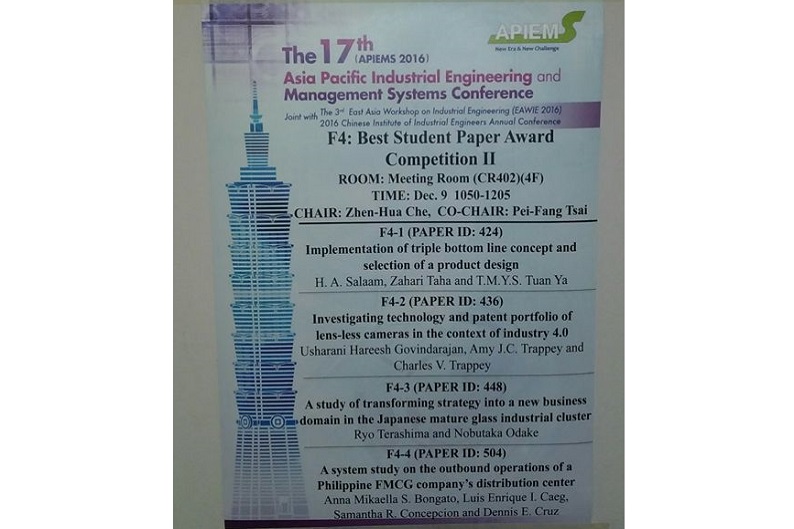 APIEMS
New Era & New Challenge
The 17th (APIEMS 2016)
Asia Pacific Industrial Engineering and
Management Systems Conference
Joint with The 3rd East Asia Workshop on Industrial Engineering (EAWIE 2016)
2016 Chinese Institute of Industrial Engineers Annual Conference
F4: Best Student Paper Award
Competition II
ROOM: Meeting Room (CR402)(4F)
TIME: Dec. 9 1050-1205
CHAIR: Zhen-Hua Che, CO-CHAIR: Pei-Fang Tsai
F4-1 (PAPER ID: 424)
Implementation of triple bottom line concept and
selection of a product design
H. A. Salaam, Zahari Taha and T.M.Y.S. Tuan Ya
F4-2 (PAPER ID: 436)
Investigating technology and patent portfolio of
lens-less cameras in the context of industry 4.0
Usharani Hareesh Govindarajan, Amy J.C. Trappey and
Charles V. Trappey
F4-3 (PAPER ID: 448)
A study of transforming strategy into a new business
domain in the Japanese mature glass industrial cluster
Ryo Terashima and Nobutaka Odake
F4-4 (PAPER ID: 504)
A system study on the outbound operations of a
Philippine FMCG company's distribution center
Anna Mikaella S. Bongato, Luis Enrique I. Caeg,
Samantha R. Concepcion and Dennis E. Cruz